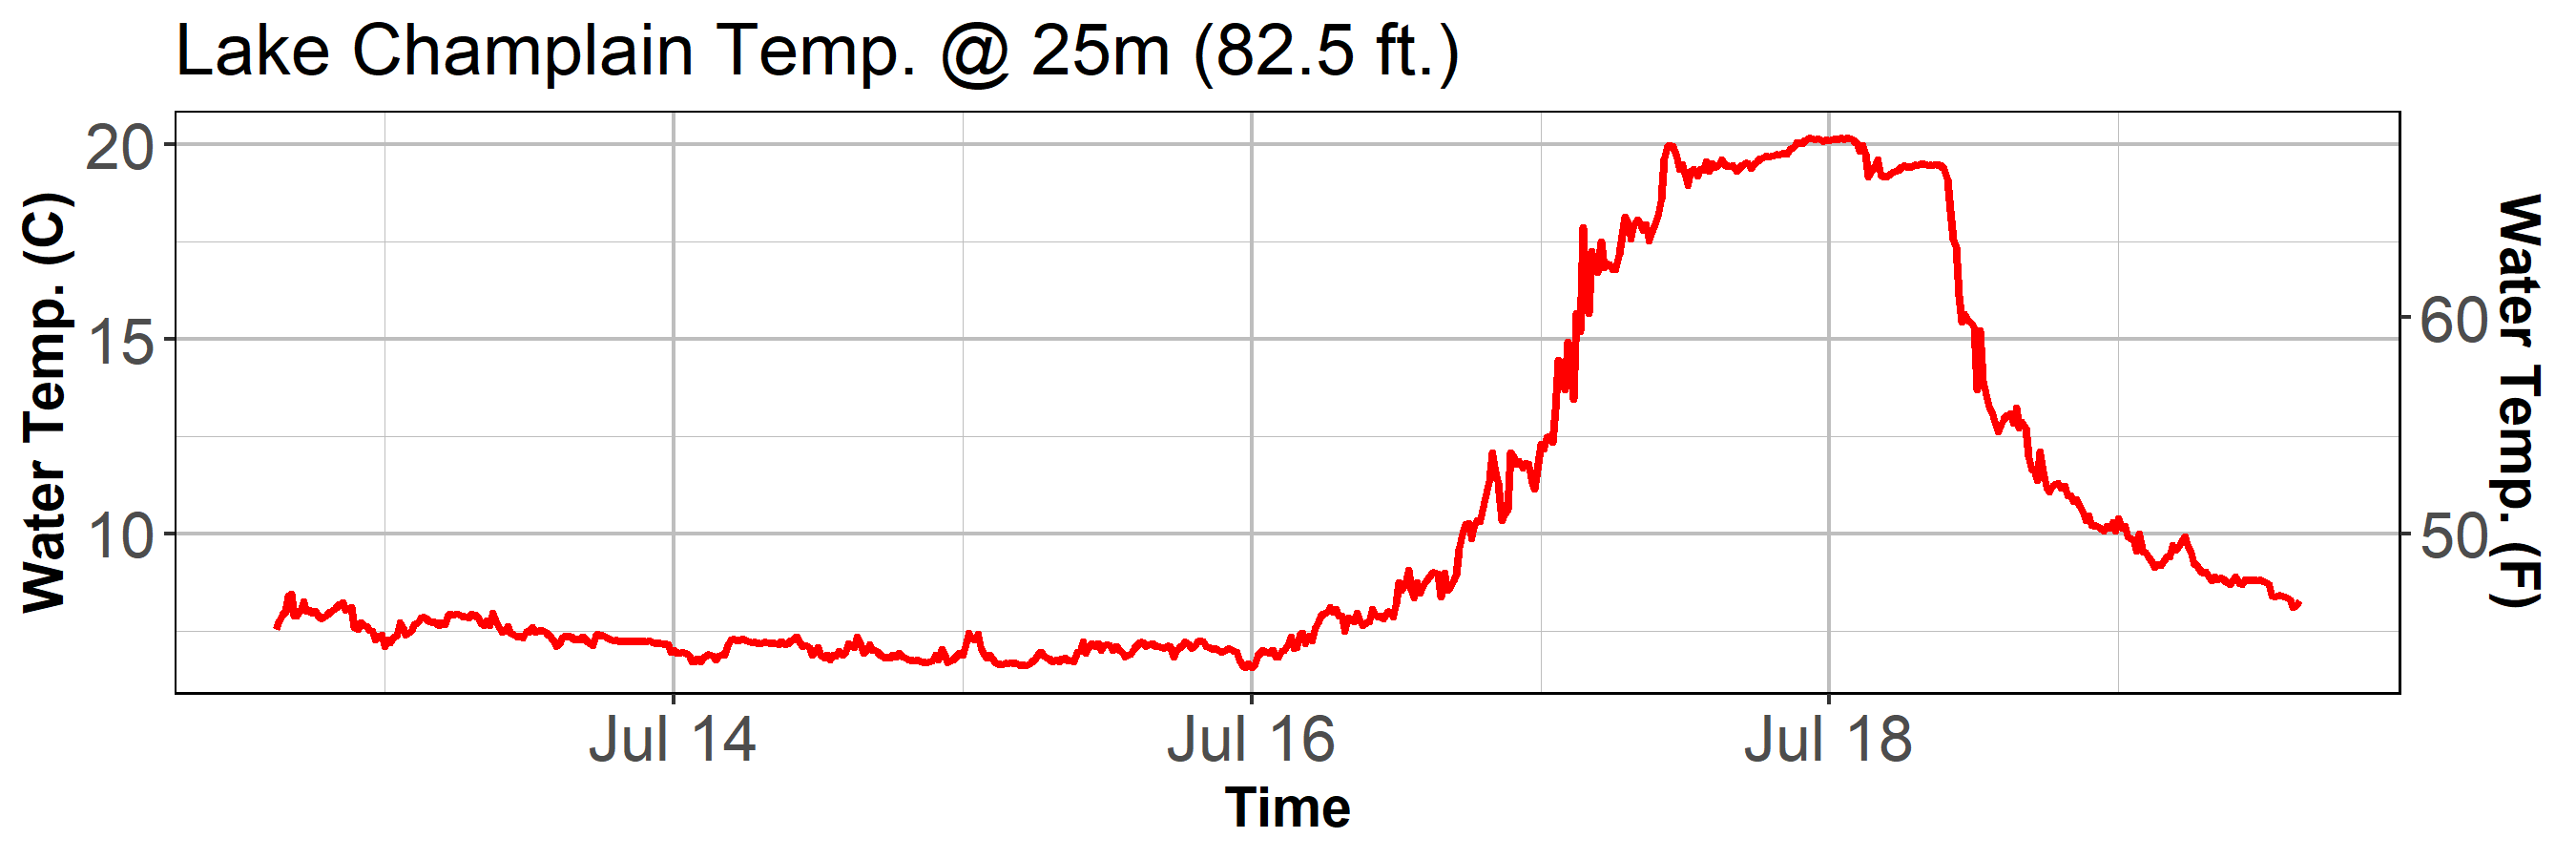 Lake Champlain Temp. @ 25m (82.5 ft.)
Water Temp. (C)
20
15
10
60
50
Water Temp. (F)
Jul 14
Jul 16
Jul 18
Time